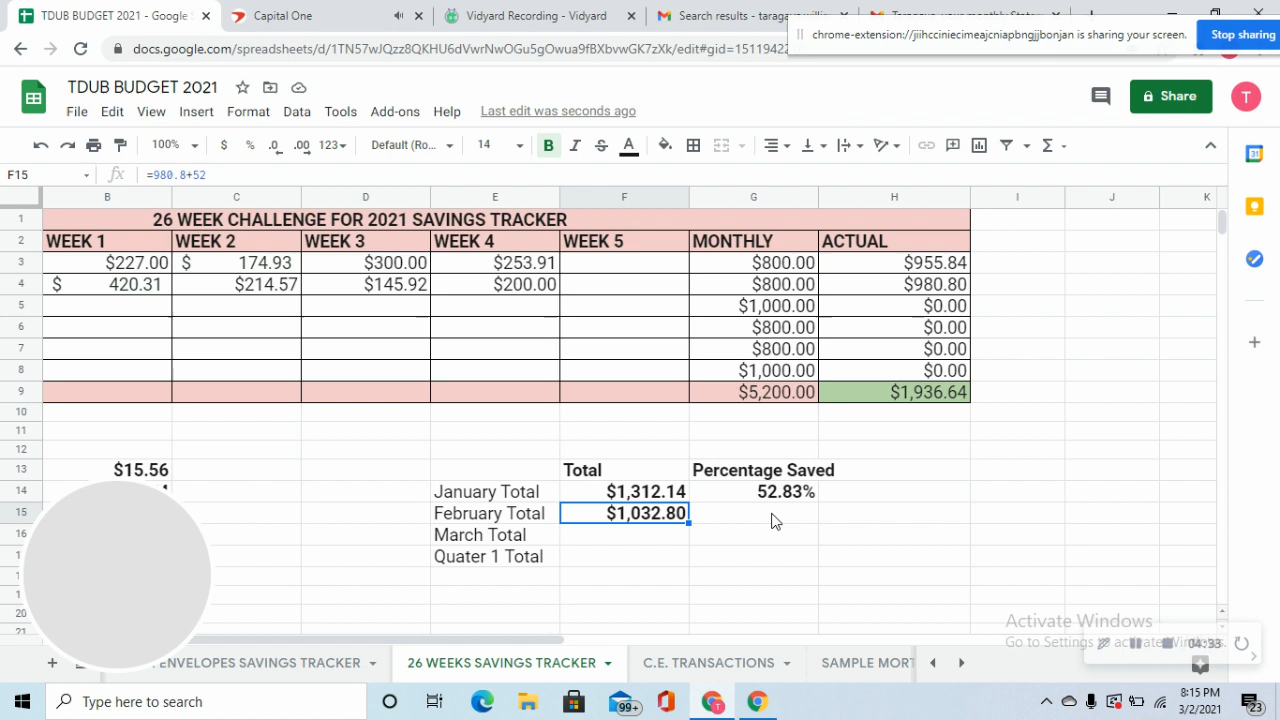 TDUB BUDGET 2021 - Google
Capital One
Vidyard Recording - Vidyard
Search results - taraga
chrome-extension://jiihcciniecimeajcniapbngjjbonjan is sharing your screen.
Stop sharing
docs.google.com/spreadsheets/d/1TN57wJQzz8QKHU6dVwrNwOGu5gOwua9fBXbvwGK7zXk/edit#gid=15119422
TDUB BUDGET 2021
Share
T
File Edit View Insert Format Data Tools Add-ons Help Last edit was seconds ago
100% $ % .0 .00 123 Default (Ro... 14 B I S A
F15 fx =980.8+52
B C D E F G H I J K
1 26 WEEK CHALLENGE FOR 2021 SAVINGS TRACKER
2 WEEK 1 WEEK 2 WEEK 3 WEEK 4 WEEK 5 MONTHLY ACTUAL
3 $227.00 $ 174.93 $300.00 $253.91 $800.00 $955.84
4 $ 420.31 $214.57 $145.92 $200.00 $800.00 $980.80
5 $1,000.00 $0.00
6 $800.00 $0.00
7 $800.00 $0.00
8 $1,000.00 $0.00
9 $5,200.00 $1,936.64
10
11
12
13 $15.56 Total Percentage Saved
14 January Total $1,312.14 52.83%
15 February Total $1,032.80
16 March Total
Quater 1 Total
20
21
Activate Windows
Go to Settings to activate Windows.
04:33
ENVELOPES SAVINGS TRACKER
26 WEEKS SAVINGS TRACKER
C.E. TRANSACTIONS
SAMPLE MORT
Type here to search
99+
T
8:15 PM
3/2/2021
23
31